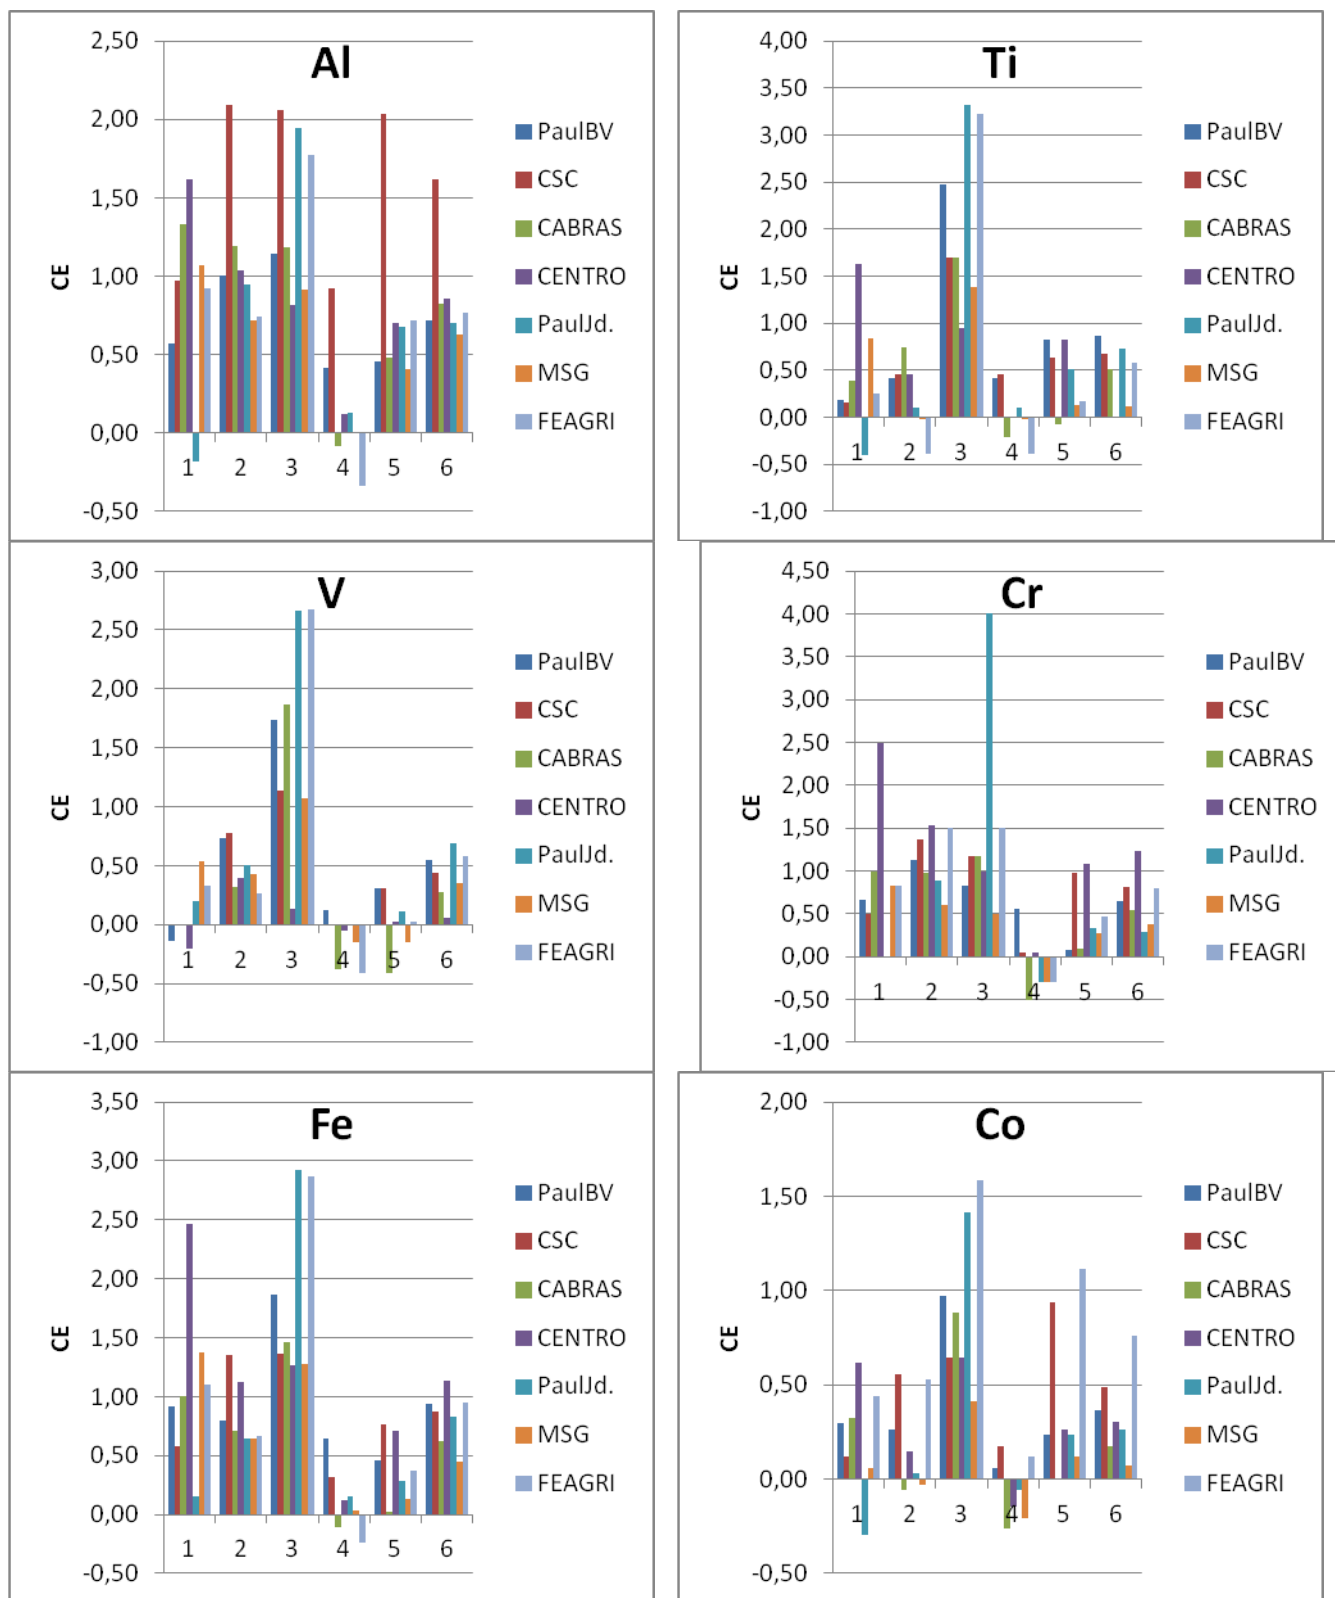 Al
2,50
2,00
1,50
1,00
0,50
0,00
-0,50
CE
1 2 3 4 5 6
PaulBV
CSC
CABRAS
CENTRO
PaulJd.
MSG
FEAGRI
Ti
4,00
3,50
3,00
2,50
2,00
1,50
1,00
0,50
0,00
-0,50
-1,00
CE
1 2 3 4 5 6
PaulBV
CSC
CABRAS
CENTRO
PaulJd.
MSG
FEAGRI
V
3,00
2,50
2,00
1,50
1,00
0,50
0,00
-0,50
-1,00
CE
1 2 3 4 5 6
PaulBV
CSC
CABRAS
CENTRO
PaulJd.
MSG
FEAGRI
Cr
4,50
4,00
3,50
3,00
2,50
2,00
1,50
1,00
0,50
0,00
-0,50
-1,00
CE
1 2 3 4 5 6
PaulBV
CSC
CABRAS
CENTRO
PaulJd.
MSG
FEAGRI
Fe
3,50
3,00
2,50
2,00
1,50
1,00
0,50
0,00
-0,50
CE
1 2 3 4 5 6
PaulBV
CSC
CABRAS
CENTRO
PaulJd.
MSG
FEAGRI
Co
2,00
1,50
1,00
0,50
0,00
-0,50
CE
1 2 3 4 5 6
PaulBV
CSC
CABRAS
CENTRO
PaulJd.
MSG
FEAGRI